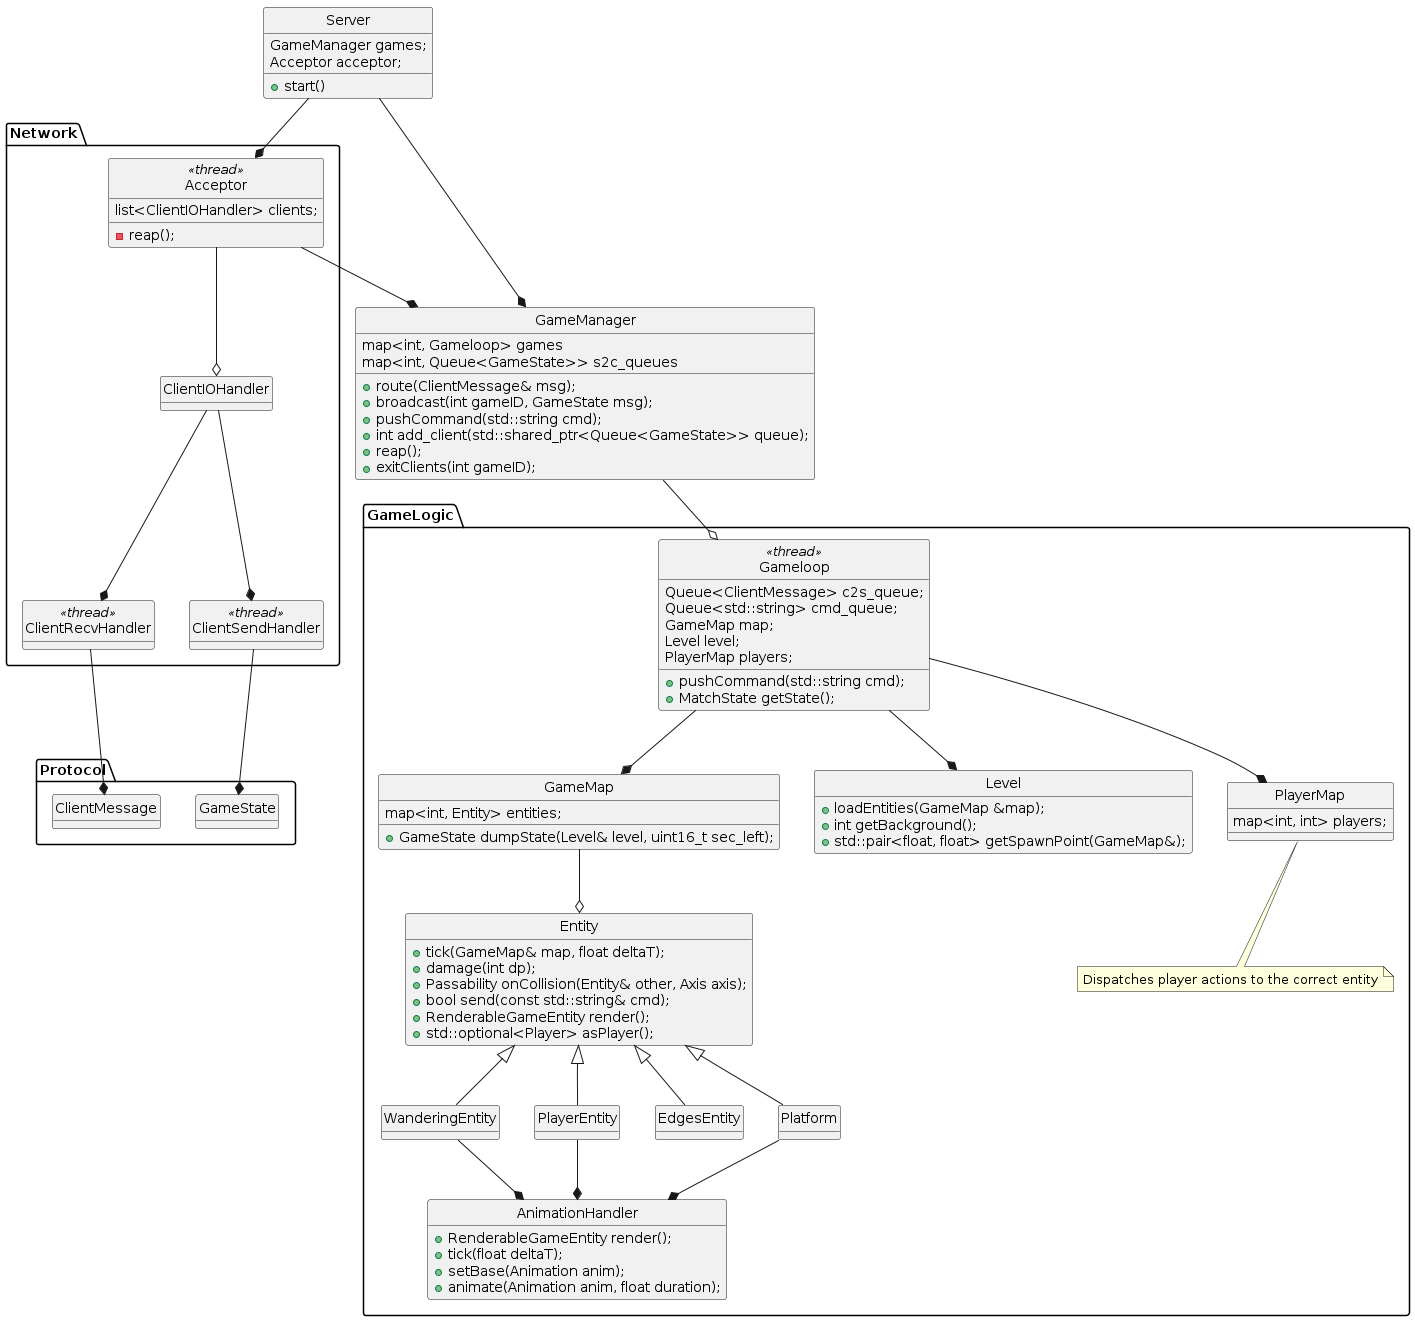 Server
GameManager games;
Acceptor acceptor;
start()
Network
«thread»
Acceptor
list<ClientIOHandler> clients;
reap();
GameManager
map<int, Gameloop> games
map<int, Queue<GameState>> s2c_queues
route(ClientMessage& msg);
broadcast(int gameID, GameState msg);
pushCommand(std::string cmd);
int add_client(std::shared_ptr<Queue<GameState>> queue);
reap();
exitClients(int gameID);
ClientIOHandler
«thread»
ClientRecvHandler
«thread»
ClientSendHandler
Protocol
ClientMessage
GameState
GameLogic
«thread»
Gameloop
Queue<ClientMessage> c2s_queue;
Queue<std::string> cmd_queue;
GameMap map;
Level level;
PlayerMap players;
pushCommand(std::string cmd);
MatchState getState();
GameMap
map<int, Entity> entities;
GameState dumpState(Level& level, uint16_t sec_left);
Level
loadEntities(GameMap &map);
int getBackground();
std::pair<float, float> getSpawnPoint(GameMap&);
PlayerMap
map<int, int> players;
Dispatches player actions to the correct entity
Entity
tick(GameMap& map, float deltaT);
damage(int dp);
Passability onCollision(Entity& other, Axis axis);
bool send(const std::string& cmd);
RenderableGameEntity render();
std::optional<Player> asPlayer();
WanderingEntity
PlayerEntity
EdgesEntity
Platform
AnimationHandler
RenderableGameEntity render();
tick(float deltaT);
setBase(Animation anim);
animate(Animation anim, float duration);